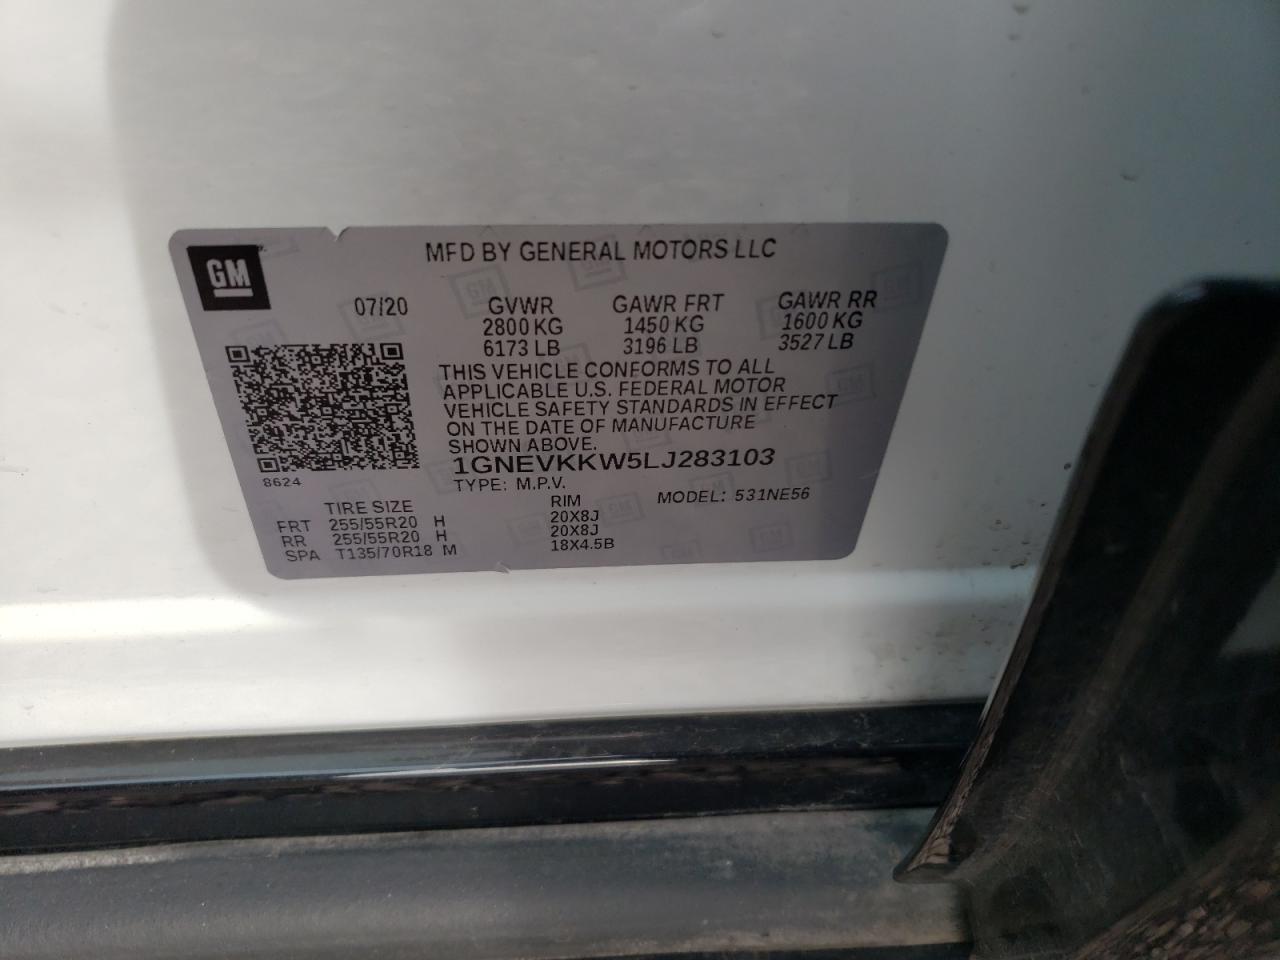 GM
MFD BY GENERAL MOTORS LLC
07/20 GVWR GAWR FRT GAWR RR
2800 KG 1450 KG 1600 KG
6173 LB 3196 LB 3527 LB
THIS VEHICLE CONFORMS TO ALL
APPLICABLE U.S. FEDERAL MOTOR
VEHICLE SAFETY STANDARDS IN EFFECT
ON THE DATE OF MANUFACTURE
SHOWN ABOVE.
1GNEVKKW5LJ283103
8624
TYPE: M.P.V. MODEL: 531NE56
TIRE SIZE RIM
FRT 255/55R20 H 20X8J
RR 255/55R20 H 20X8J
SPA T135/70R18 M 18X4.5B